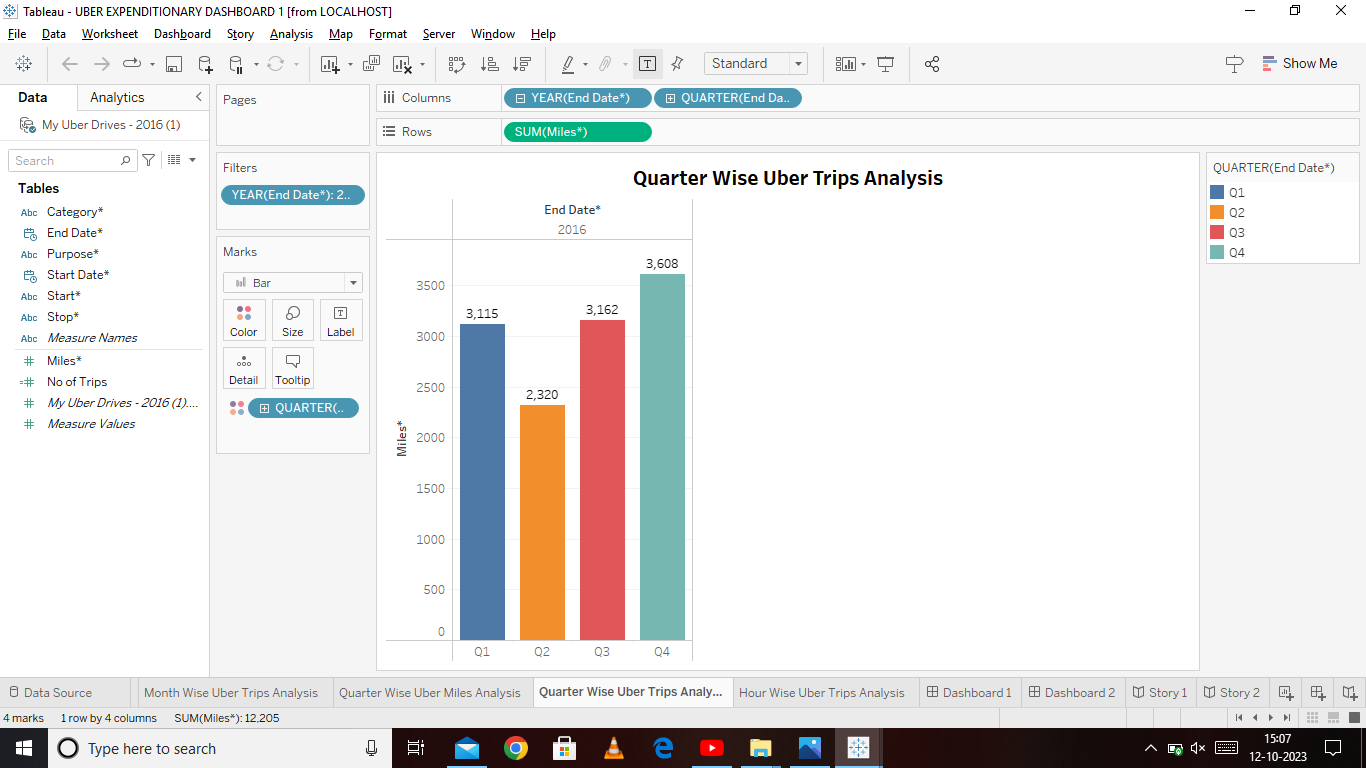 Tableau - UBER EXPENDITIONARY DASHBOARD 1 [from LOCALHOST]
File Data Worksheet Dashboard Story Analysis Map Format Server Window Help
Standard
Show Me
Data Analytics
My Uber Drives - 2016 (1)
Search
Tables
Abc Category*
End Date*
Abc Purpose*
Start Date*
Abc Start*
Abc Stop*
Abc Measure Names
Miles*
No of Trips
My Uber Drives - 2016 (1)....
Measure Values
Pages
Filters
YEAR(End Date*): 2..
Marks
Bar
Color Size Label
Detail Tooltip
QUARTER(..
Columns YEAR(End Date*) QUARTER(End Da..
Rows SUM(Miles*)
Quarter Wise Uber Trips Analysis
End Date*
2016
3,608
3500
3,115
3,162
3000
2500
2,320
2000
Miles*
1500
1000
500
0
Q1 Q2 Q3 Q4
QUARTER(End Date*)
Q1
Q2
Q3
Q4
Data Source Month Wise Uber Trips Analysis Quarter Wise Uber Miles Analysis Quarter Wise Uber Trips Analy... Hour Wise Uber Trips Analysis Dashboard 1 Dashboard 2 Story 1 Story 2
4 marks 1 row by 4 columns SUM(Miles*): 12,205
Type here to search
15:07
12-10-2023